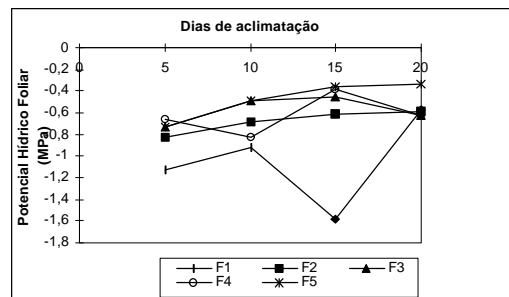 Dias de aclimatação
Potencial Hídrico Foliar
(MPa)
0
-0,2
-0,4
-0,6
-0,8
-1
-1,2
-1,4
-1,6
-1,8
0 5 10 15 20
F1 F2 F3
F4 F5